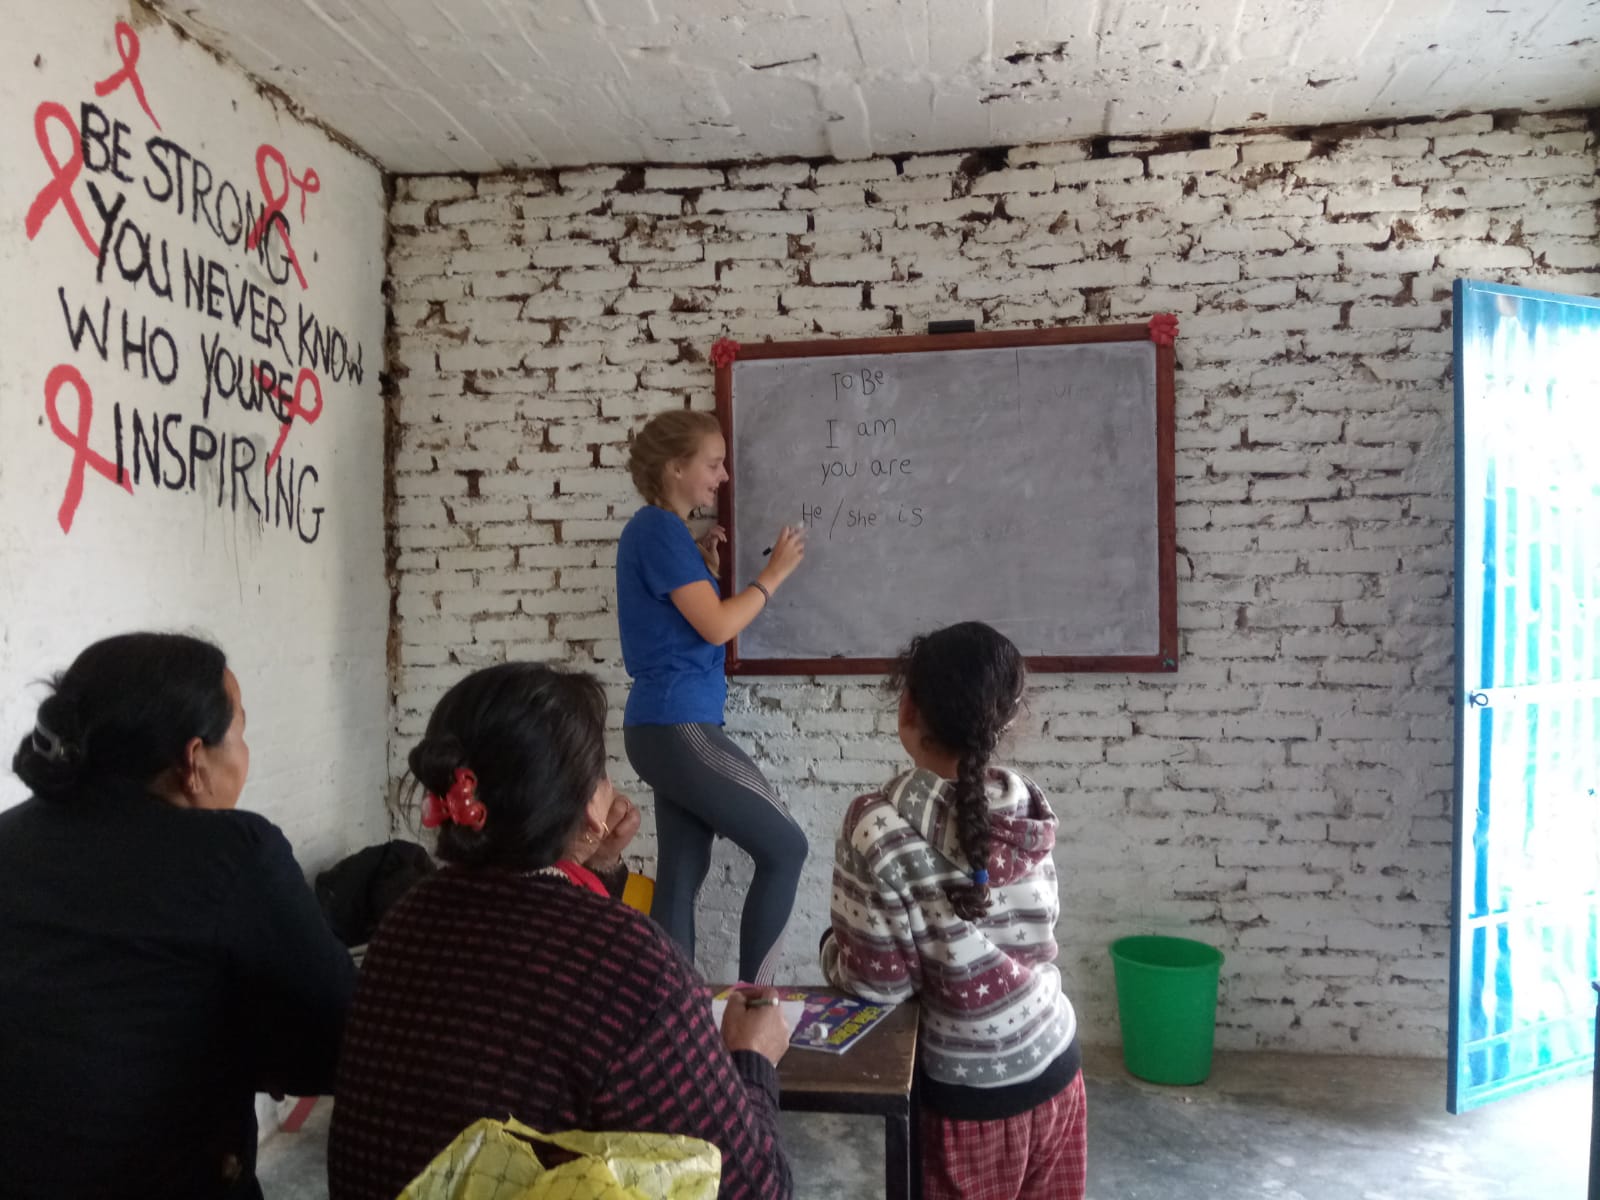 BE STRONG
YOU NEVER KNOW
WHO YOU'RE
INSPIRING
To Be
I am
you are
He / she is